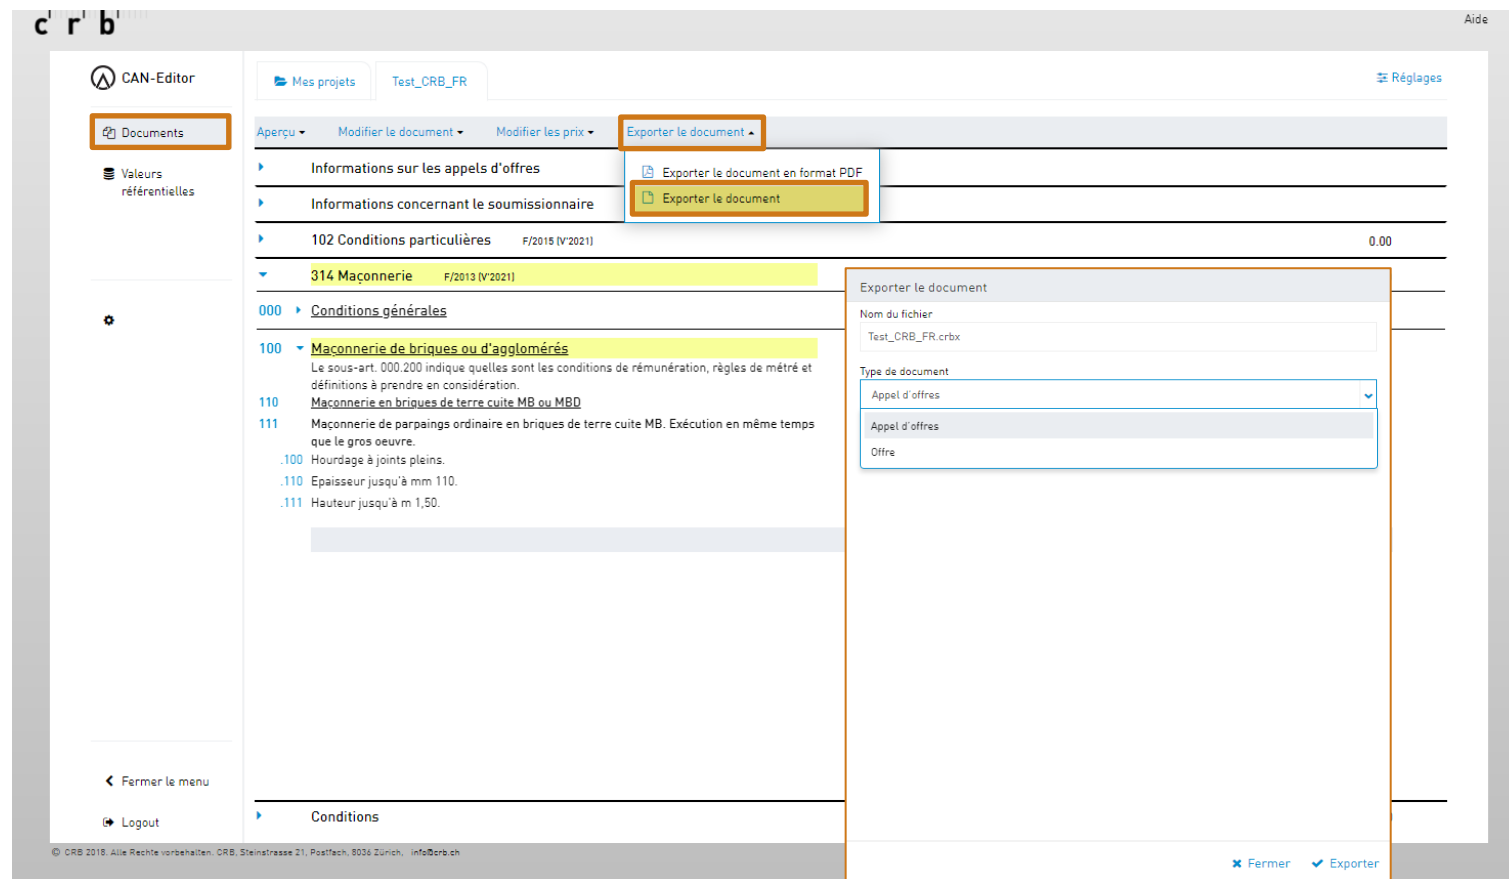 crb
Aide
CAN-Editor
Mes projets
Test_CRB_FR
Réglages
Documents
Aperçu
Modifier le document
Modifier les prix
Exporter le document
Valeurs
référentielles
Informations sur les appels d'offres
Exporter le document en format PDF
Exporter le document
Informations concernant le soumissionnaire
102 Conditions particulières F/2015 (V'2021)
0.00
314 Maçonnerie F/2013 (V'2021)
000 Conditions générales
100 Maçonnerie de briques ou d'agglomérés
Le sous-art. 000.200 indique quelles sont les conditions de rémunération, règles de métré et
définitions à prendre en considération.
110 Maçonnerie en briques de terre cuite MB ou MBD
111 Maçonnerie de parpaings ordinaire en briques de terre cuite MB. Exécution en même temps
que le gros oeuvre.
.100 Hourdage à joints pleins.
.110 Epaisseur jusqu'à mm 110.
.111 Hauteur jusqu'à m 1,50.
Exporter le document
Nom du fichier
Test_CRB_FR.crbx
Type de document
Appel d'offres
Appel d'offres
Offre
Fermer le menu
Logout
Conditions
Fermer
Exporter
© CRB 2018. Alle Rechte vorbehalten. CRB, Steinstrasse 21, Postfach, 8036 Zürich, info@crb.ch